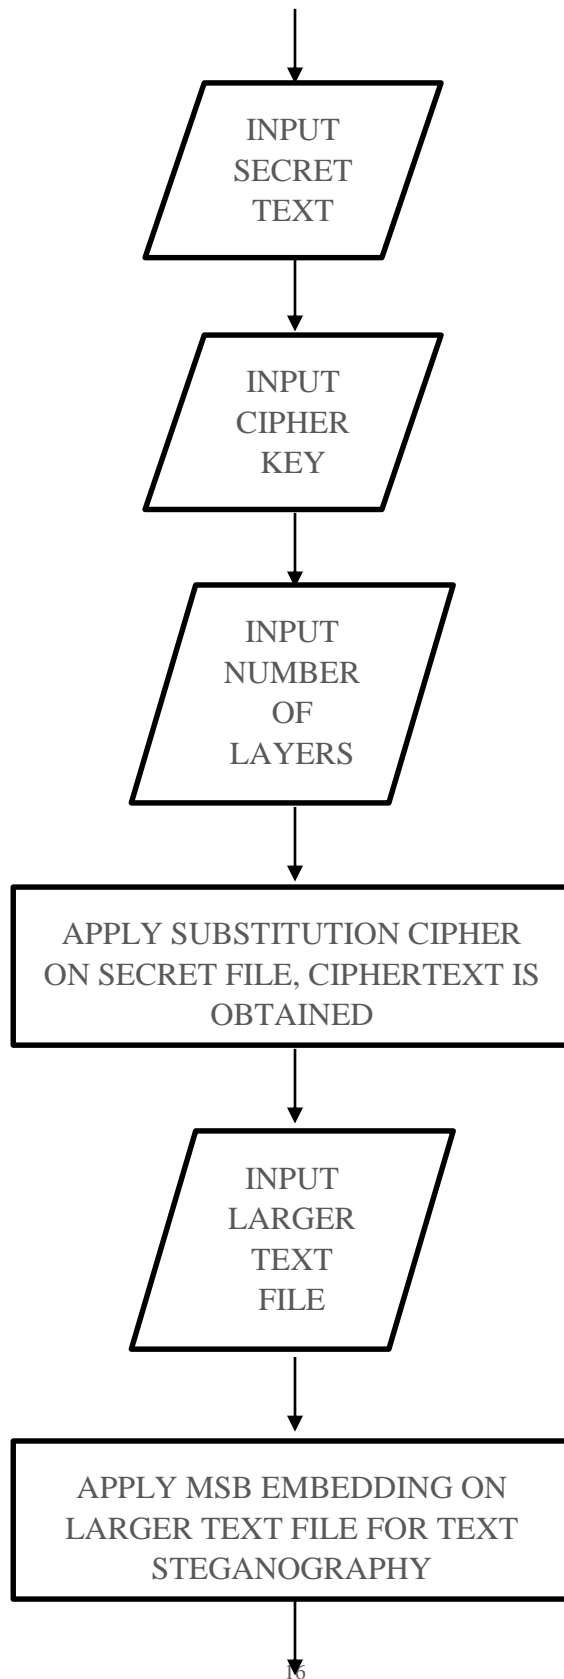 INPUT
SECRET
TEXT
INPUT
CIPHER
KEY
INPUT
NUMBER
OF
LAYERS
APPLY SUBSTITUTION CIPHER
ON SECRET FILE, CIPHERTEXT IS
OBTAINED
INPUT
LARGER
TEXT
FILE
APPLY MSB EMBEDDING ON
LARGER TEXT FILE FOR TEXT
STEGANOGRAPHY
16